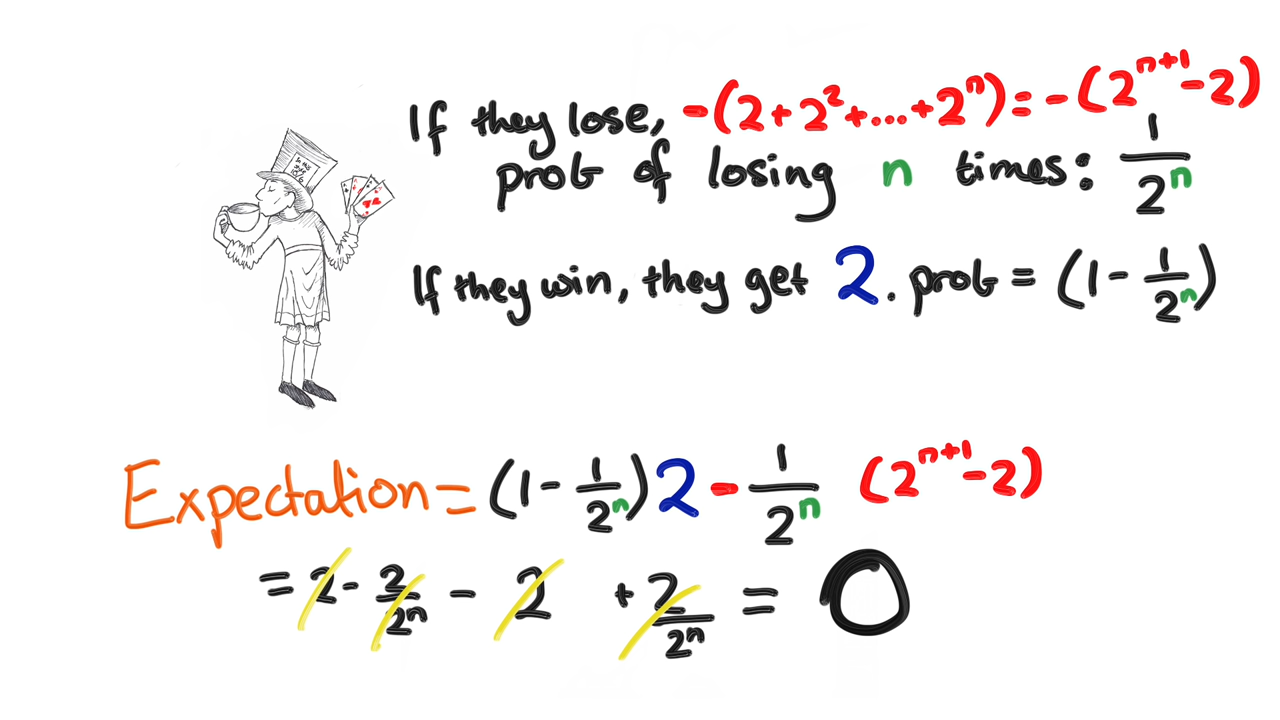 If they lose, -(2+2²+...+2ⁿ)=-(2ⁿ⁺¹-2)
prob of losing n times: 1/2ⁿ
If they win, they get 2. prob = (1 - 1/2ⁿ)
Expectation = (1 - 1/2ⁿ)2 - 1/2ⁿ (2ⁿ⁺¹-2)
= 2 - 2/2ⁿ - 2 + 2/2ⁿ = 0